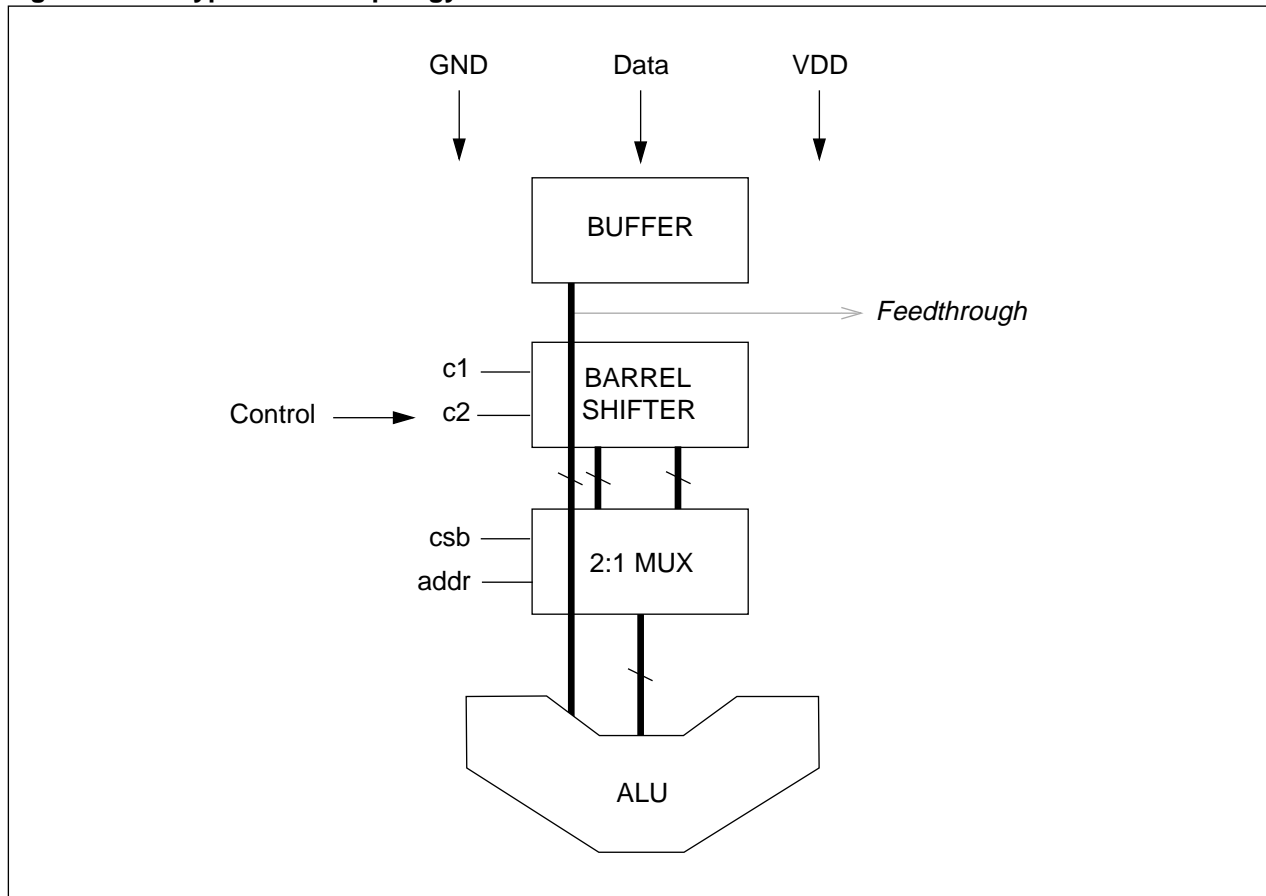 GND Data VDD
BUFFER
Feedthrough
c1
BARREL
SHIFTER
Control
c2
csb
2:1 MUX
addr
ALU